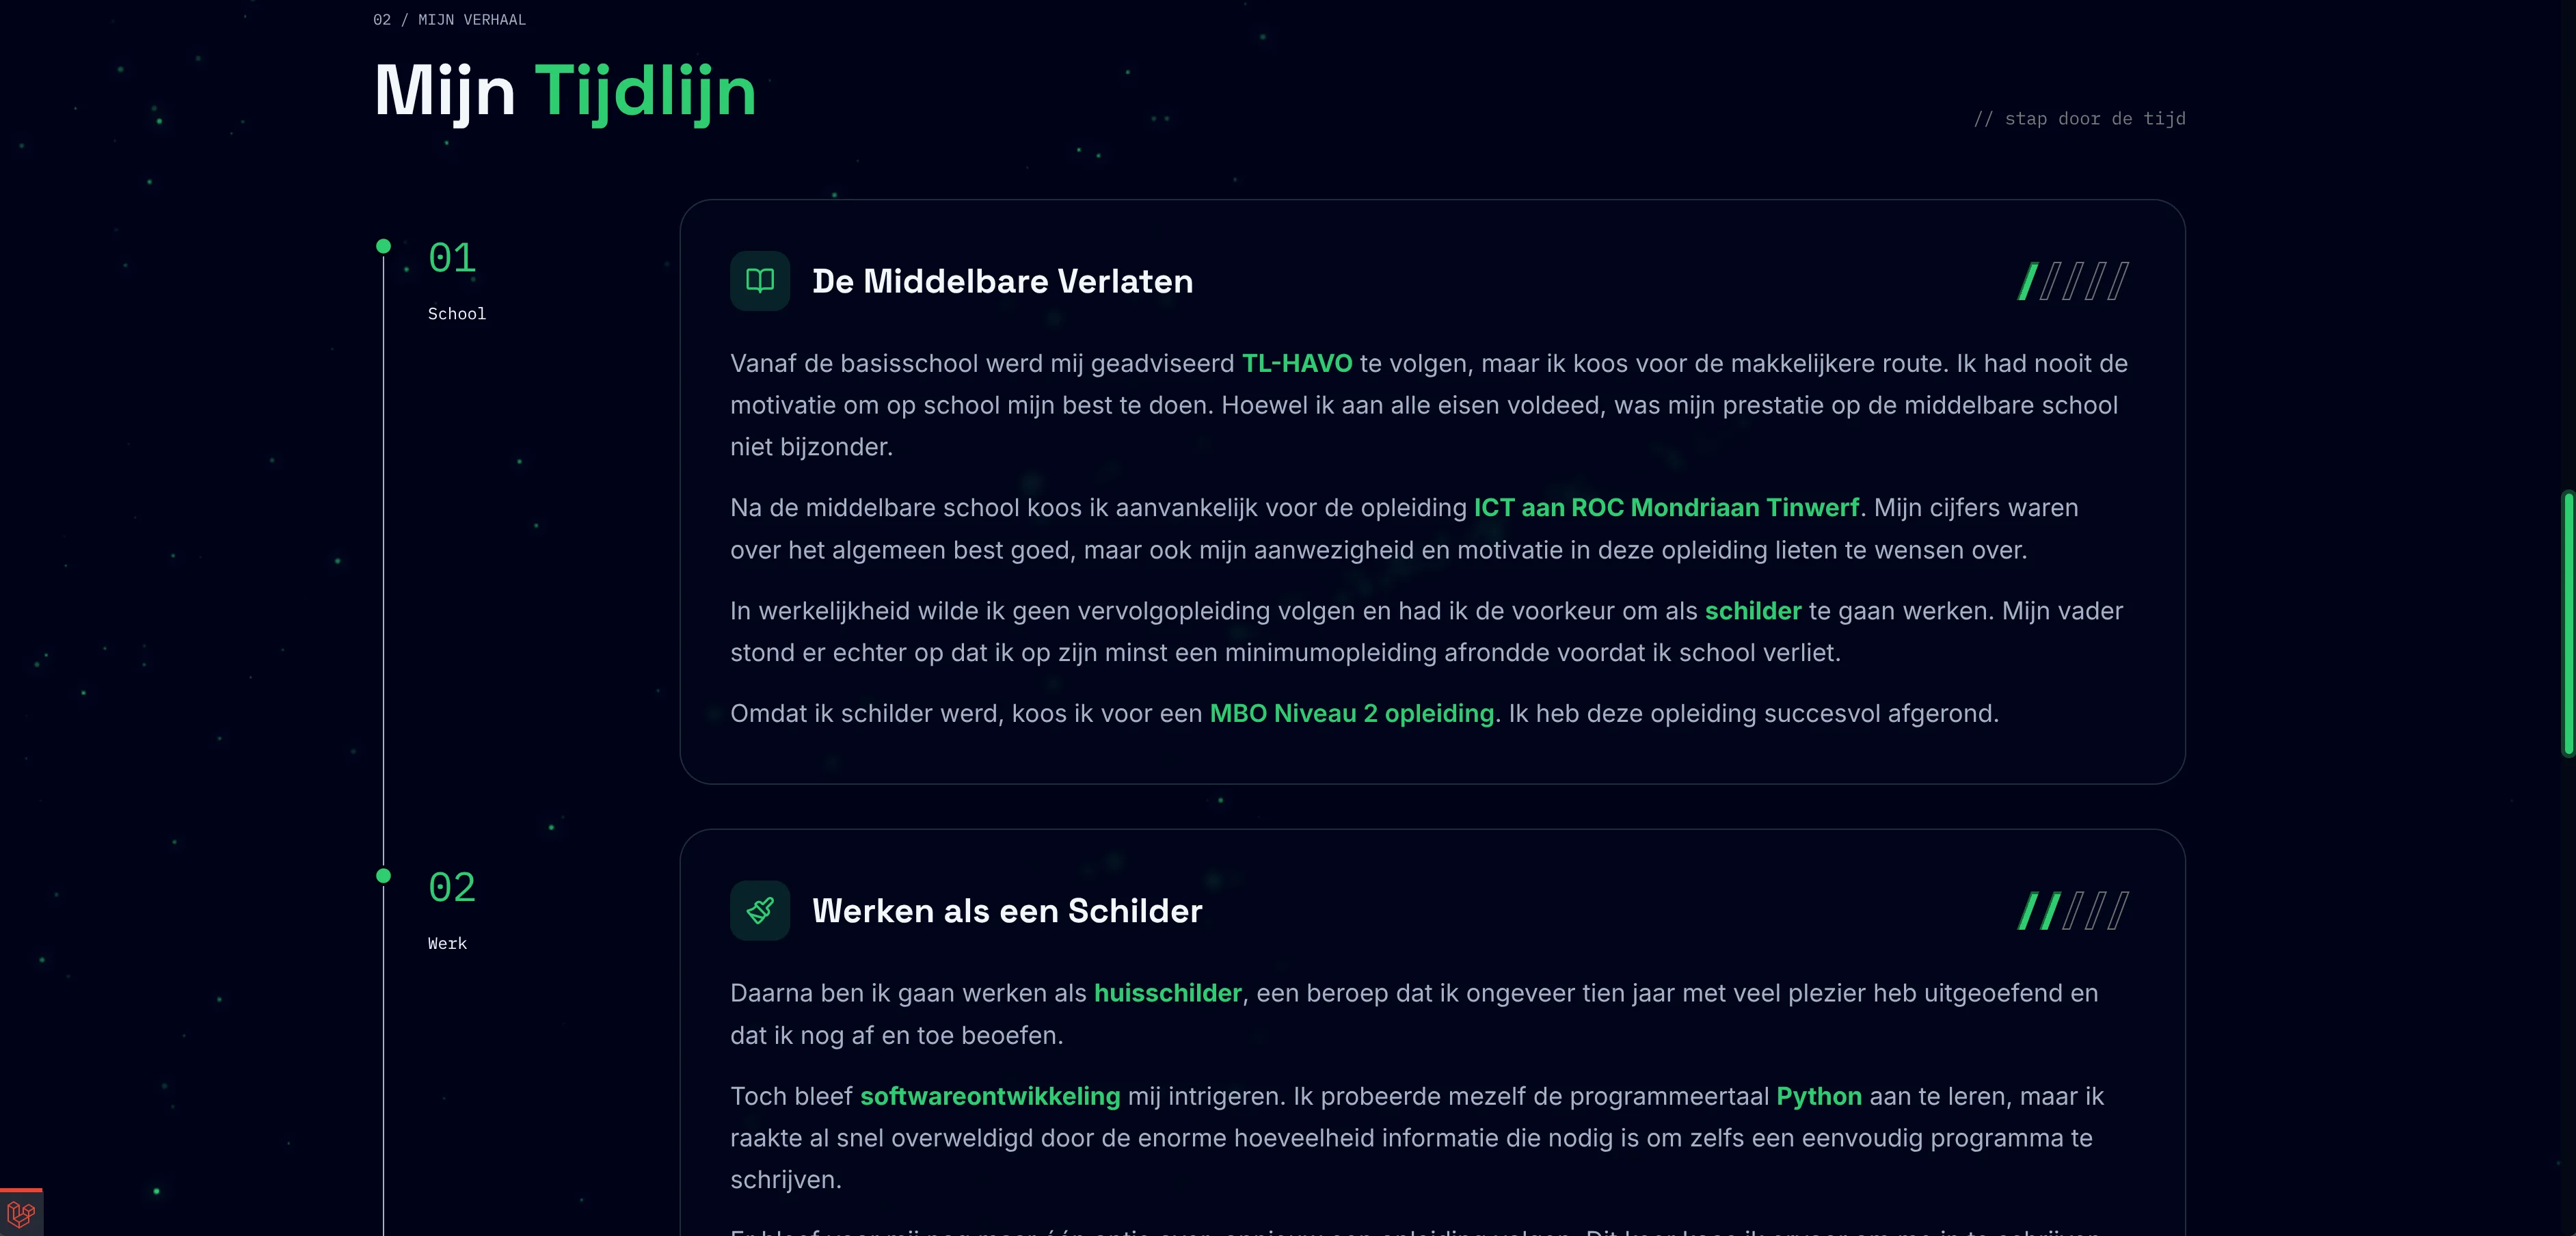 02 / MIJN VERHAAL
Mijn Tijdlijn
// stap door de tijd
01
School
De Middelbare Verlaten
Vanaf de basisschool werd mij geadviseerd TL-HAVO te volgen, maar ik koos voor de makkelijkere route. Ik had nooit de
motivatie om op school mijn best te doen. Hoewel ik aan alle eisen voldeed, was mijn prestatie op de middelbare school
niet bijzonder.
Na de middelbare school koos ik aanvankelijk voor de opleiding ICT aan ROC Mondriaan Tinwerf. Mijn cijfers waren
over het algemeen best goed, maar ook mijn aanwezigheid en motivatie in deze opleiding lieten te wensen over.
In werkelijkheid wilde ik geen vervolgopleiding volgen en had ik de voorkeur om als schilder te gaan werken. Mijn vader
stond er echter op dat ik op zijn minst een minimumopleiding afrondde voordat ik school verliet.
Omdat ik schilder werd, koos ik voor een MBO Niveau 2 opleiding. Ik heb deze opleiding succesvol afgerond.
02
Werk
Werken als een Schilder
Daarna ben ik gaan werken als huisschilder, een beroep dat ik ongeveer tien jaar met veel plezier heb uitgeoefend en
dat ik nog af en toe beoefen.
Toch bleef softwareontwikkeling mij intrigeren. Ik probeerde mezelf de programmeertaal Python aan te leren, maar ik
raakte al snel overweldigd door de enorme hoeveelheid informatie die nodig is om zelfs een eenvoudig programma te
schrijven.